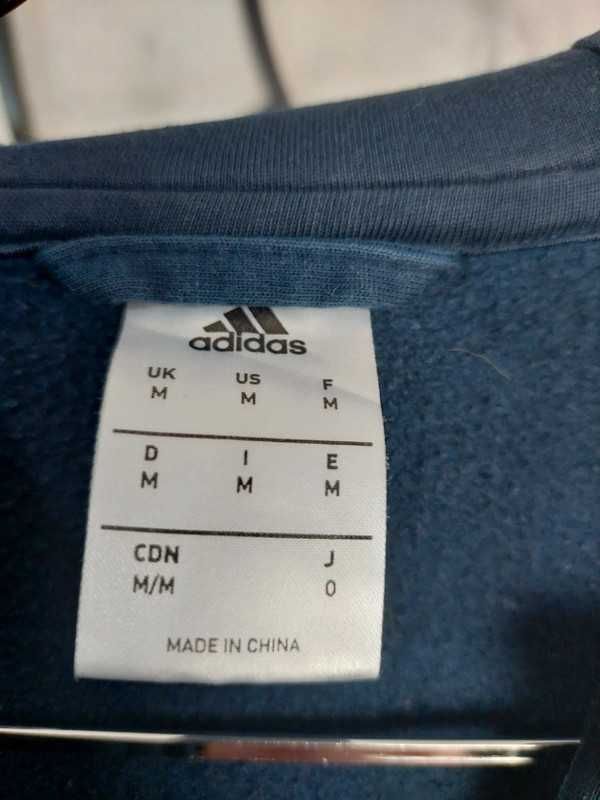 adidas
UK US F
M M M
D I E
M M M
CDN J
M/M O
MADE IN CHINA